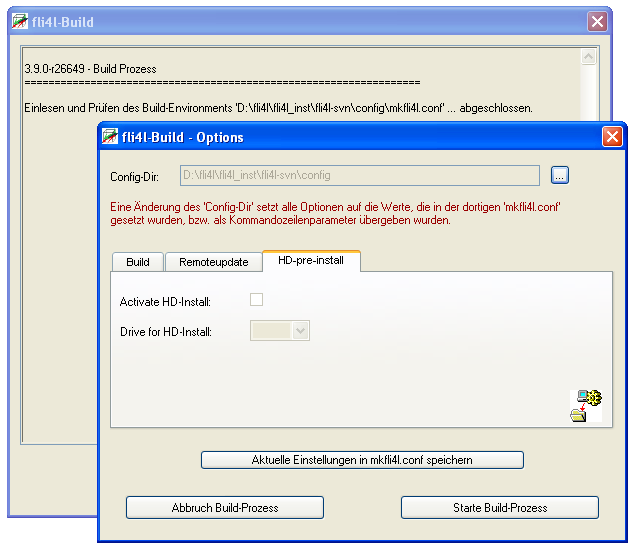 fli4l-Build
3.9.0-r26649 - Build Prozess
==================================================================
Einlesen und Prüfen des Build-Environments 'D:\fli4l\fli4l_inst\fli4l-svn\config\mkfli4l.conf' ... abgeschlossen.
fli4l-Build - Options
Config-Dir: D:\fli4l\fli4l_inst\fli4l-svn\config ...
Eine Änderung des 'Config-Dir' setzt alle Optionen auf die Werte, die in der dortigen 'mkfli4l.conf'
gesetzt wurden, bzw. als Kommandozeilenparameter übergeben wurden.
Build Remoteupdate HD-pre-install
Activate HD-Install:
Drive for HD-Install:
Aktuelle Einstellungen in mkfli4l.conf speichern
Abbruch Build-Prozess Starte Build-Prozess